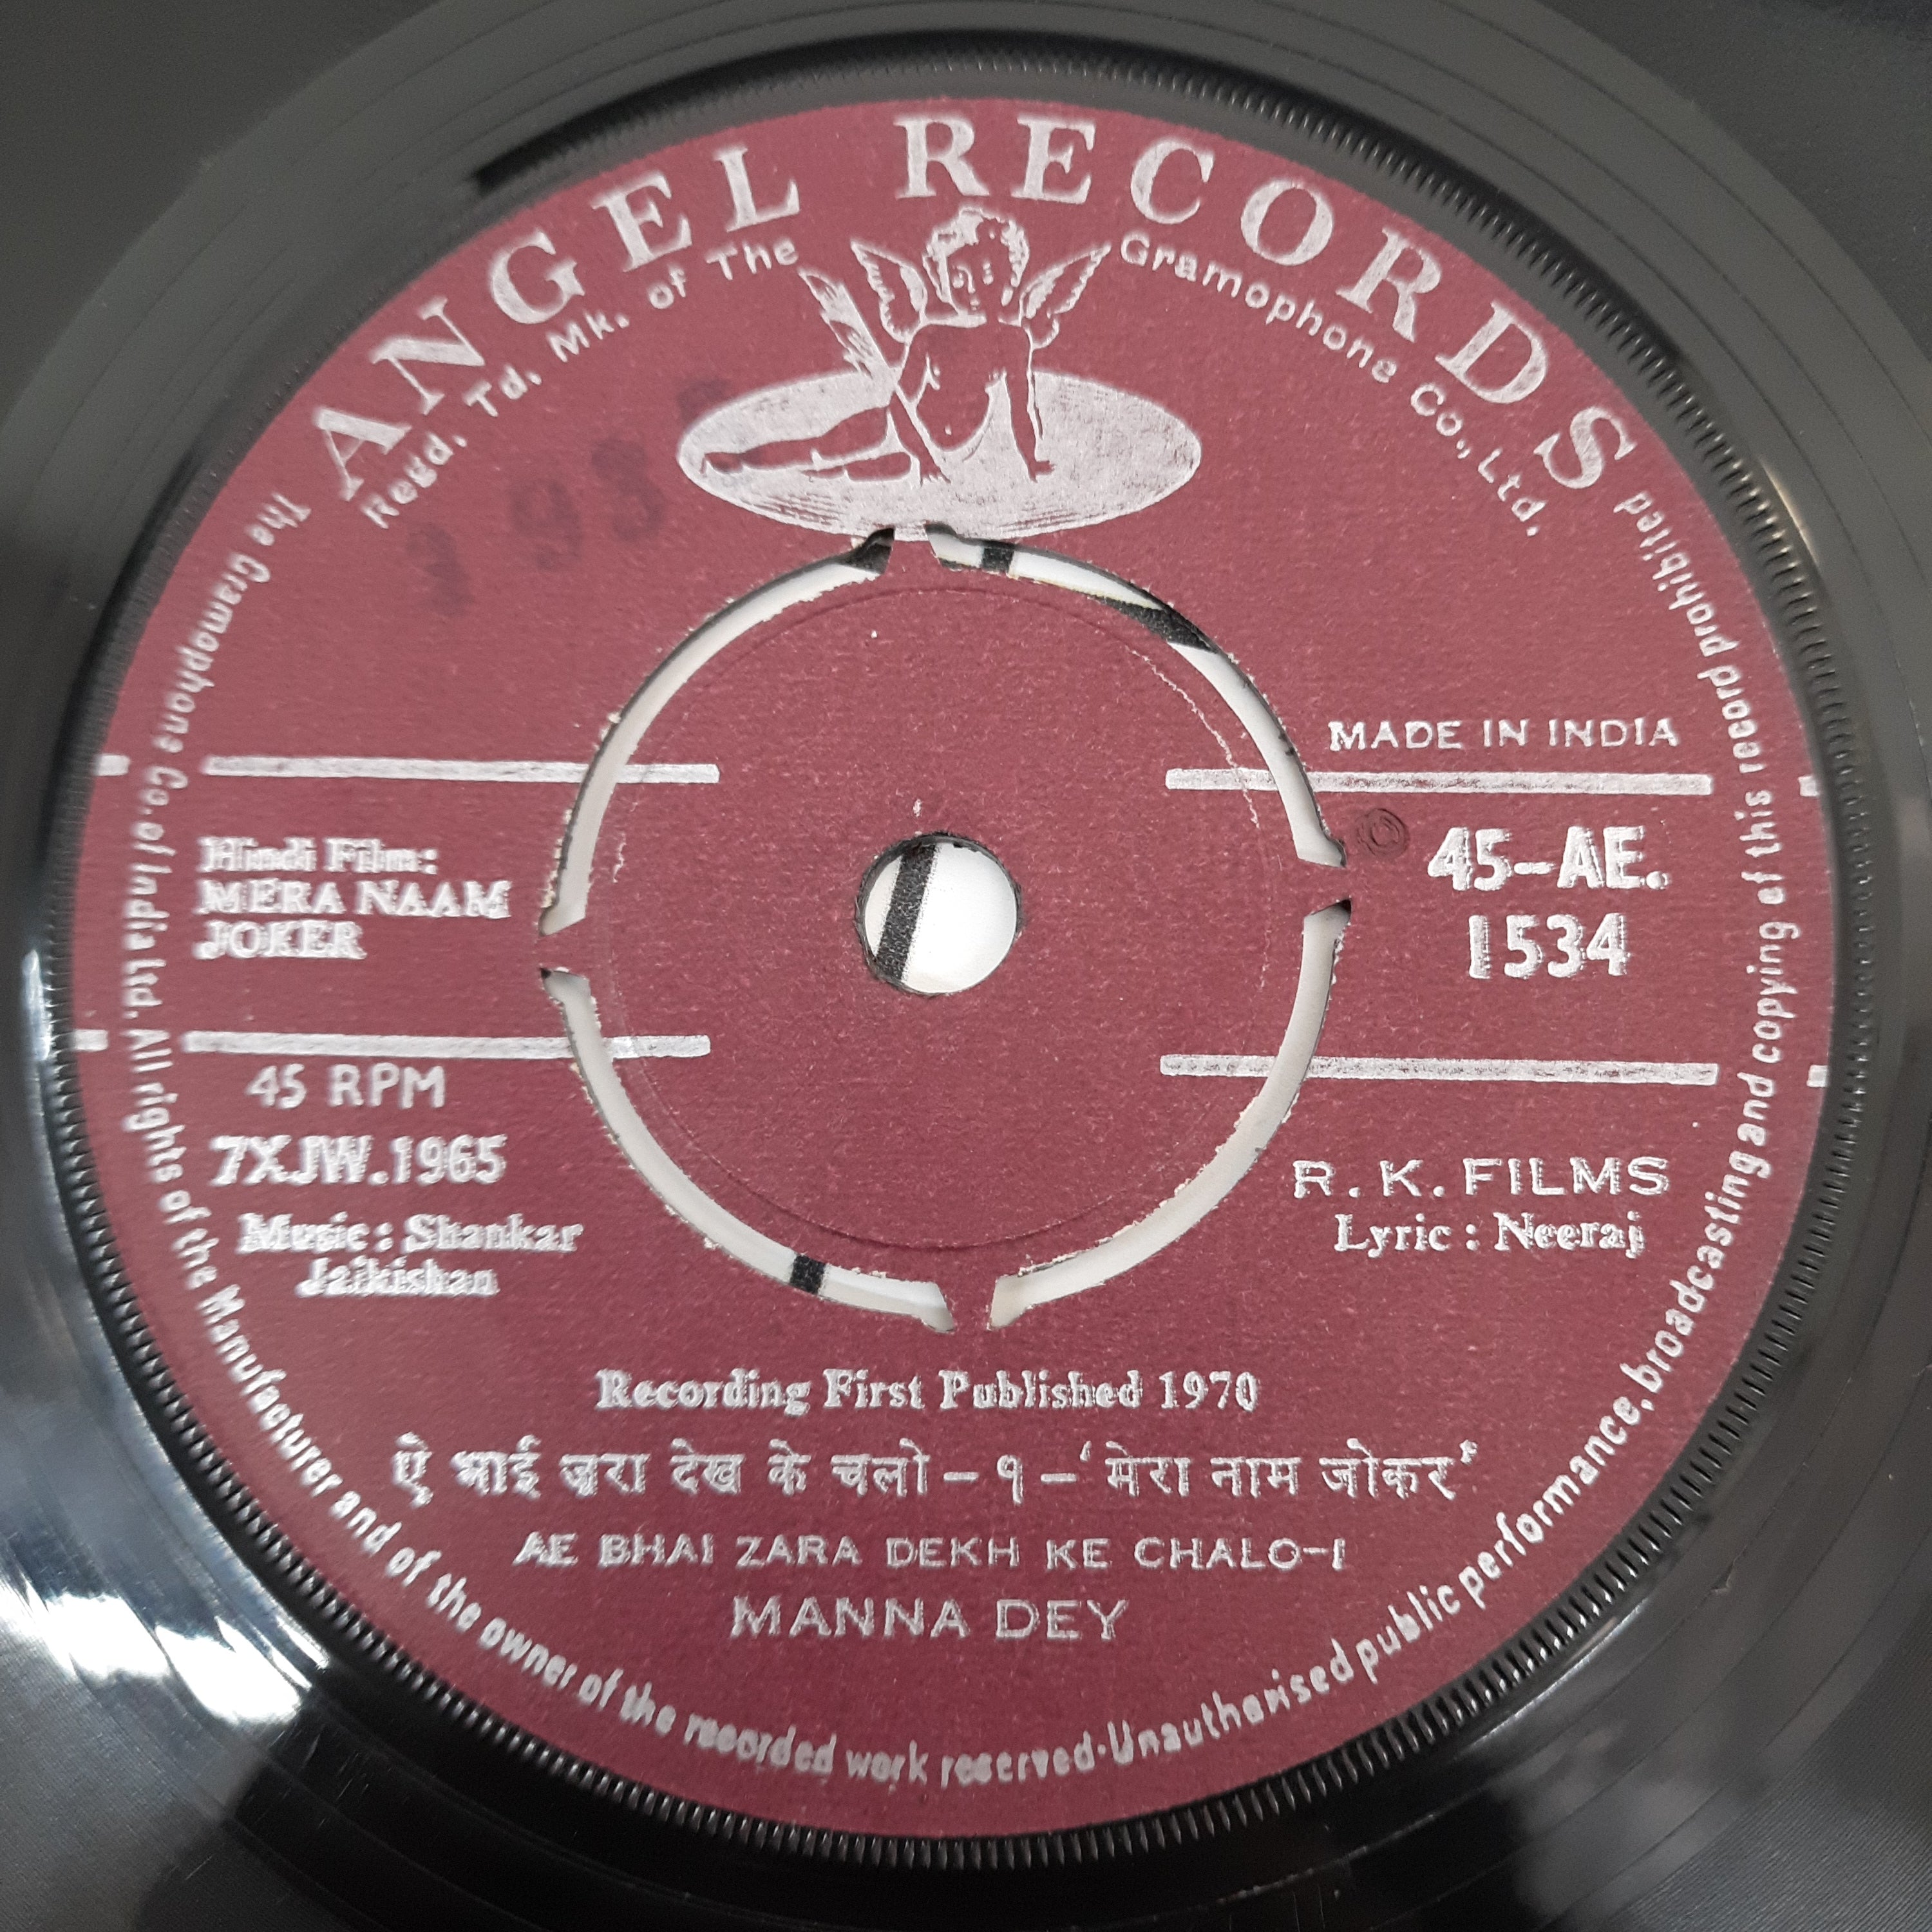 ANGEL RECORDS
Regd. Td. Mk. of The Gramophone Co., Ltd.
MADE IN INDIA
Hindi Film:
MERA NAAM
JOKER
45-AE.
1534
45 RPM
7XJW.1965
Music : Shankar
Jaikishan
R. K. FILMS
Lyric : Neeraj
Recording First Published 1970
ऐ भाई ज़रा देख के चलो – १ – ‘मेरा नाम जोकर’
AE BHAI ZARA DEKH KE CHALO-I
MANNA DEY
The Gramophone Co. of India Ltd. All rights of the Manufacturer and of the owner of the recorded work reserved·Unauthorised public performance, broadcasting and copying of this record prohibited